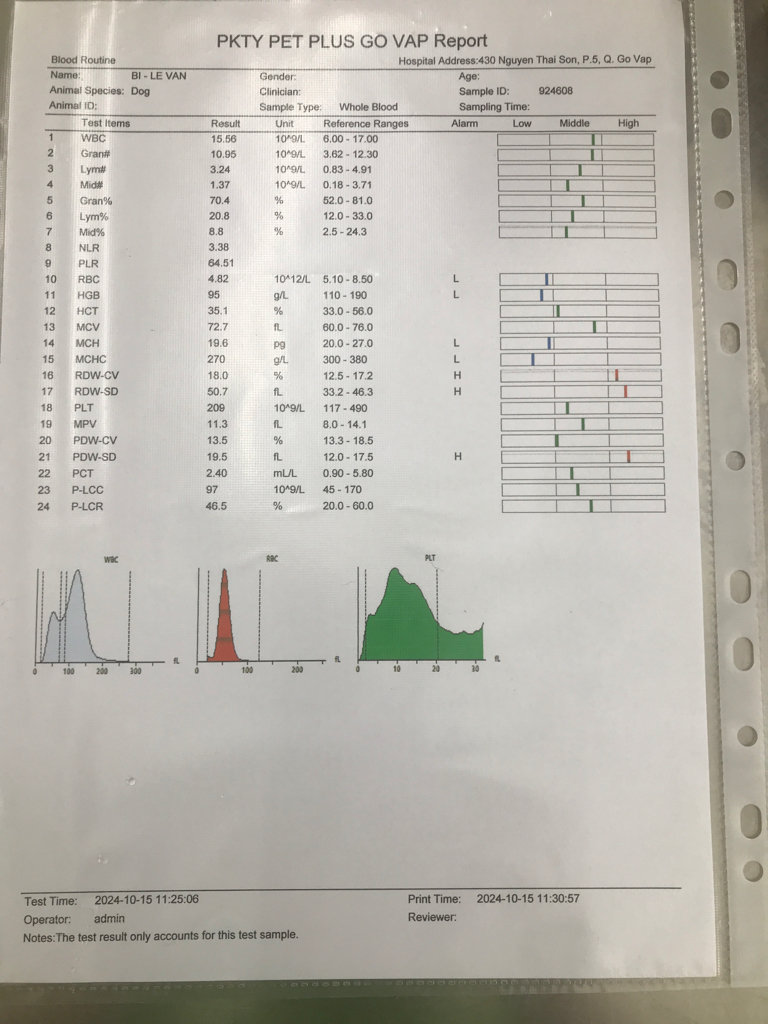 PKTY PET PLUS GO VAP Report
Blood Routine Hospital Address:430 Nguyen Thai Son, P.5, Q. Go Vap
Name: BI - LE VAN Gender: Age:
Animal Species: Dog Clinician: Sample ID: 924608
Animal ID: Sample Type: Whole Blood Sampling Time:
Test Items Result Unit Reference Ranges Alarm Low Middle High
1 WBC 15.56 10^9/L 6.00 - 17.00
2 Gran# 10.95 10^9/L 3.62 - 12.30
3 Lym# 3.24 10^9/L 0.83 - 4.91
4 Mid# 1.37 10^9/L 0.18 - 3.71
5 Gran% 70.4 % 52.0 - 81.0
6 Lym% 20.8 % 12.0 - 33.0
7 Mid% 8.8 % 2.5 - 24.3
8 NLR 3.38
9 PLR 64.51
10 RBC 4.82 10^12/L 5.10 - 8.50 L
11 HGB 95 g/L 110 - 190 L
12 HCT 35.1 % 33.0 - 56.0
13 MCV 72.7 fL 60.0 - 76.0
14 MCH 19.6 pg 20.0 - 27.0 L
15 MCHC 270 g/L 300 - 380 L
16 RDW-CV 18.0 % 12.5 - 17.2 H
17 RDW-SD 50.7 fL 33.2 - 46.3 H
18 PLT 209 10^9/L 117 - 490
19 MPV 11.3 fL 8.0 - 14.1
20 PDW-CV 13.5 % 13.3 - 18.5
21 PDW-SD 19.5 fL 12.0 - 17.5 H
22 PCT 2.40 mL/L 0.90 - 5.80
23 P-LCC 97 10^9/L 45 - 170
24 P-LCR 46.5 % 20.0 - 60.0
WBC RBC PLT
fL fL fL
0 100 200 300 0 100 200 0 10 20 30
Test Time: 2024-10-15 11:25:06 Print Time: 2024-10-15 11:30:57
Operator: admin Reviewer:
Notes:The test result only accounts for this test sample.